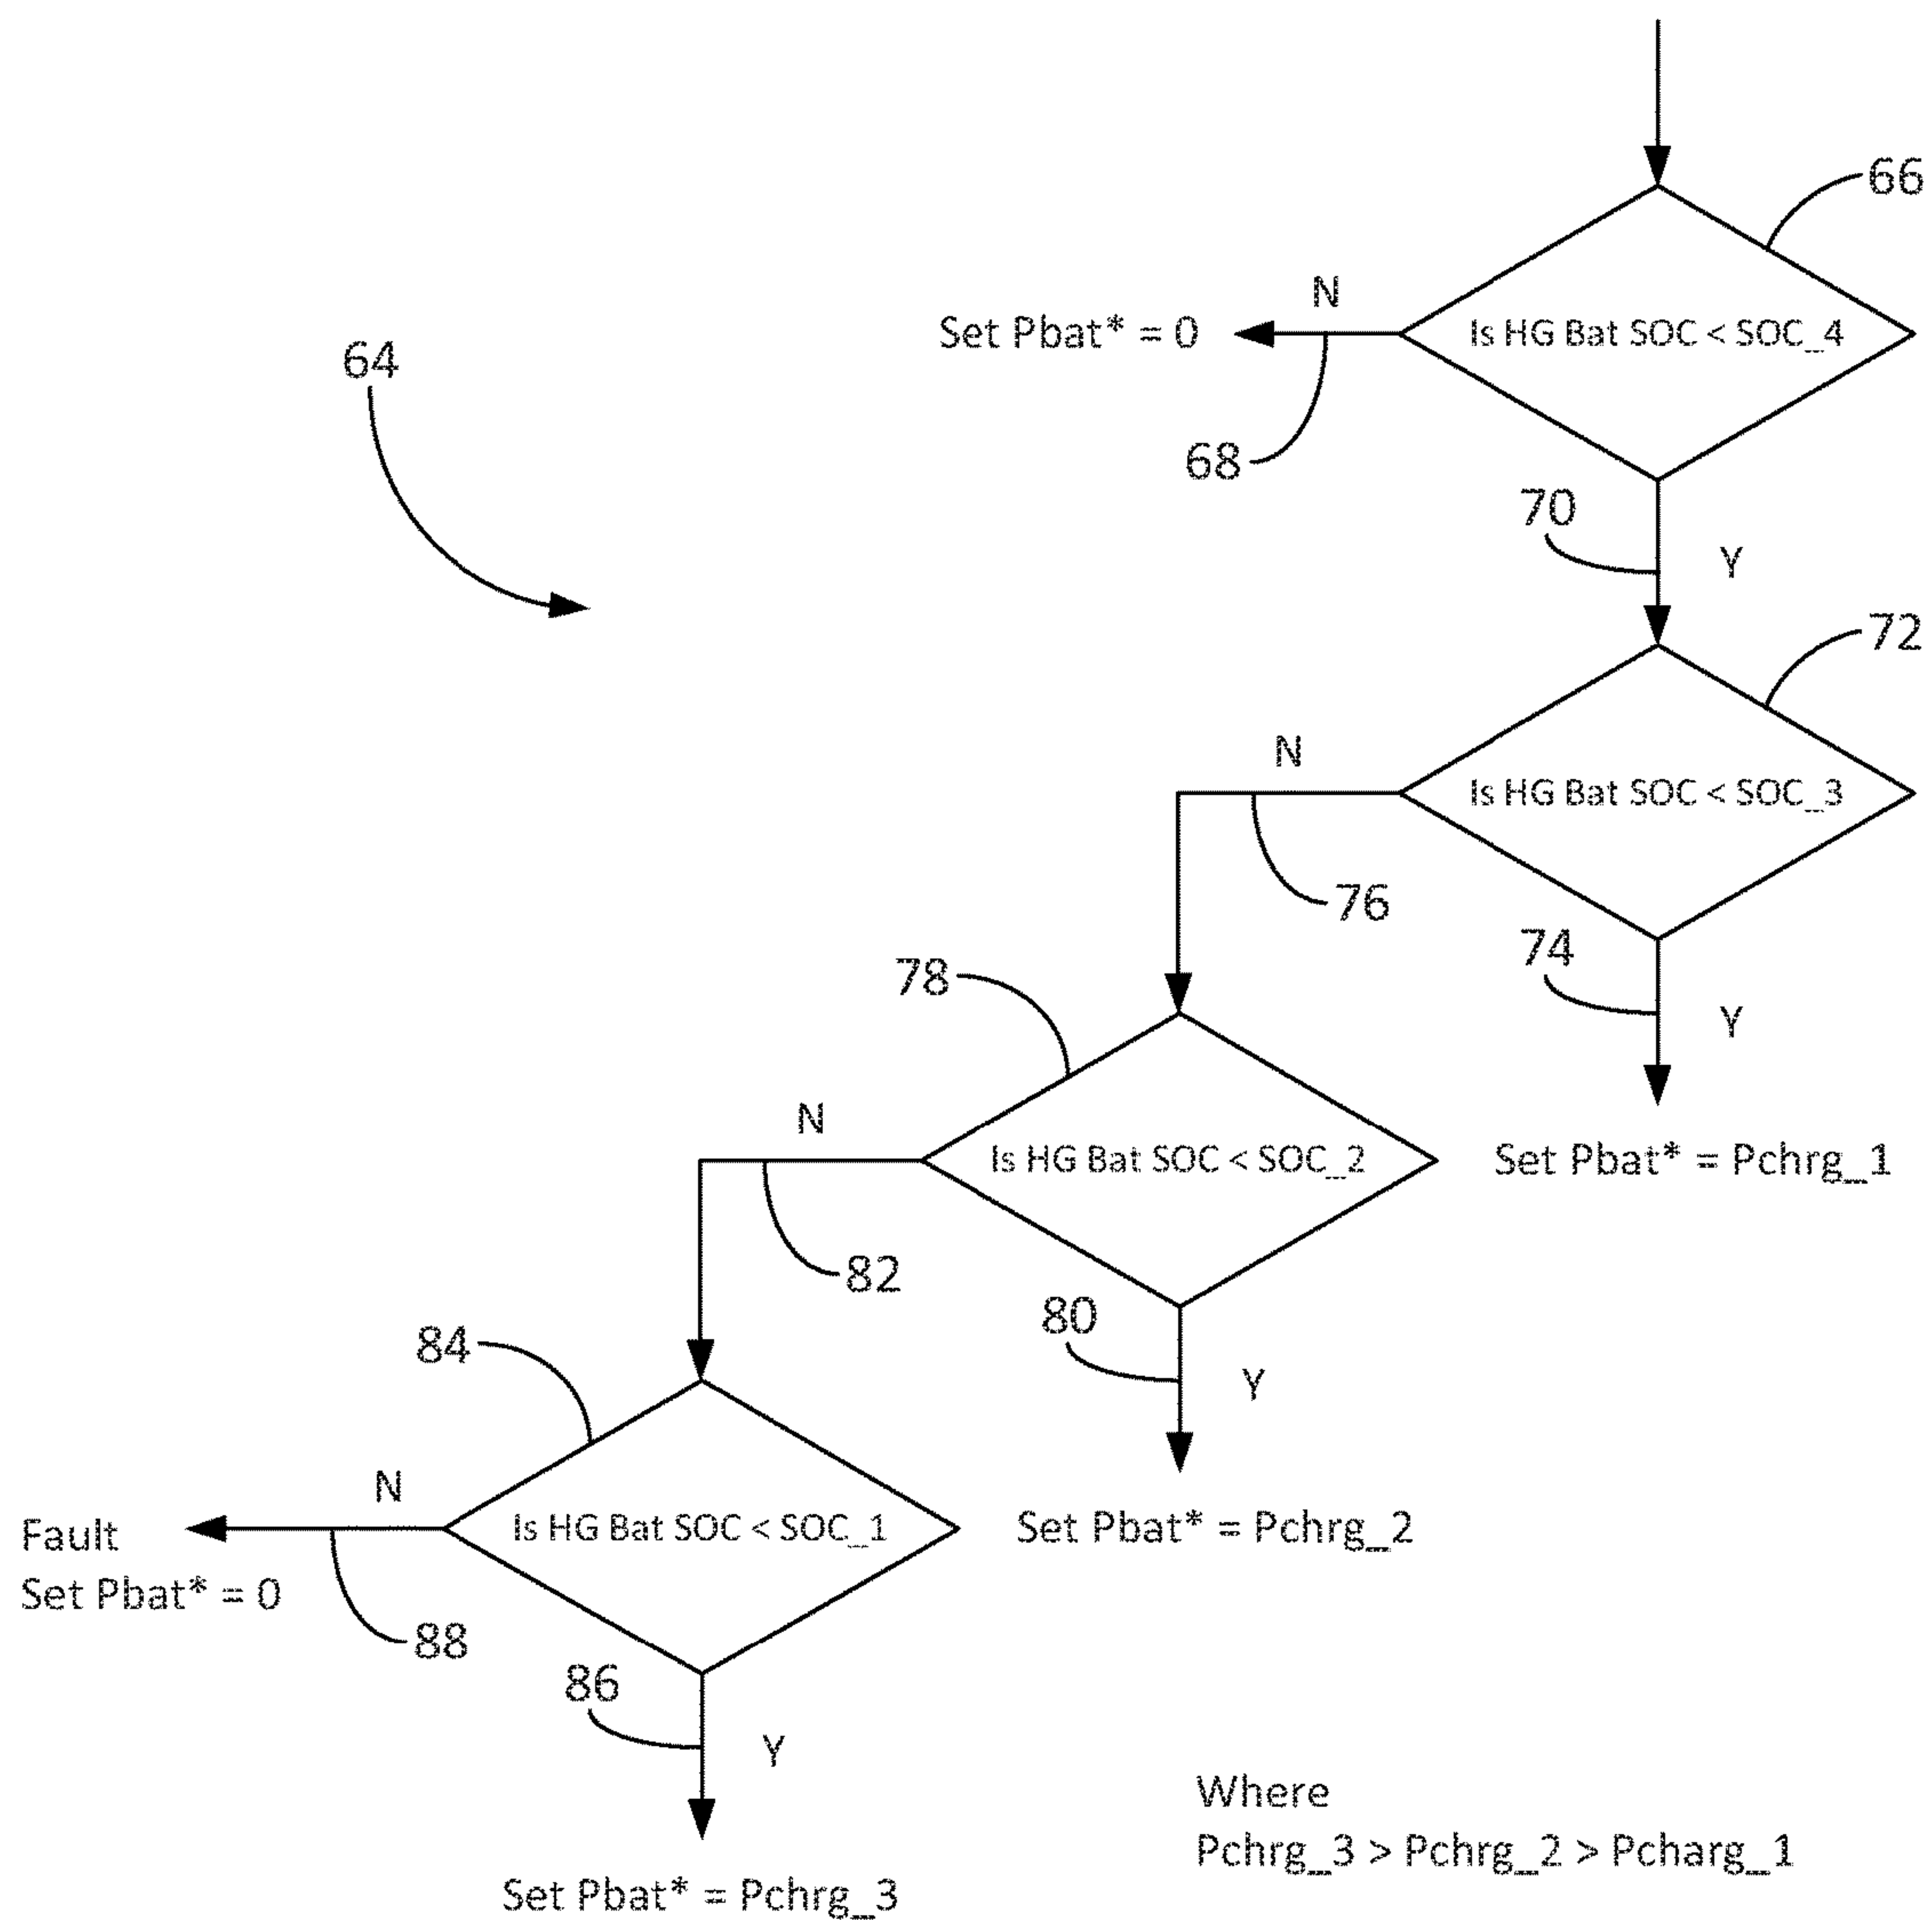 66
Is HG Bat SOC < SOC_4
N
Set Pbat* = 0
68
64
70
Y
72
Is HG Bat SOC < SOC_3
N
76
74
Y
Set Pbat* = Pchrg_1
78
Is HG Bat SOC < SOC_2
N
82
80
Y
Set Pbat* = Pchrg_2
84
Is HG Bat SOC < SOC_1
N
Fault
Set Pbat* = 0
88
86
Y
Set Pbat* = Pchrg_3
Where
Pchrg_3 > Pchrg_2 > Pcharg_1